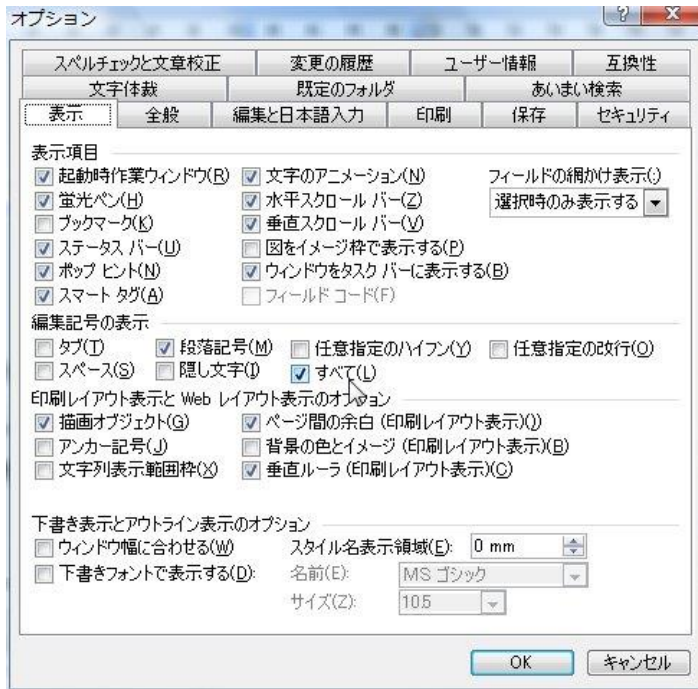 オプション
スペルチェックと文章校正 変更の履歴 ユーザー情報 互換性
文字体裁 既定のフォルダ あいまい検索
表示 全般 編集と日本語入力 印刷 保存 セキュリティ
表示項目
起動時作業ウィンドウ(R) 文字のアニメーション(N) フィールドの網かけ表示(;)
蛍光ペン(H) 水平スクロール バー(Z) 選択時のみ表示する
ブックマーク(K) 垂直スクロール バー(V)
ステータス バー(U) 図をイメージ枠で表示する(P)
ポップ ヒント(N) ウィンドウをタスク バーに表示する(B)
スマート タグ(A) フィールド コード(F)
編集記号の表示
タブ(T) 段落記号(M) 任意指定のハイフン(Y) 任意指定の改行(O)
スペース(S) 隠し文字(I) すべて(L)
印刷レイアウト表示と Web レイアウト表示のオプション
描画オブジェクト(G) ページ間の余白 (印刷レイアウト表示)()
アンカー記号(J) 背景の色とイメージ (印刷レイアウト表示)(B)
文字列表示範囲枠(X) 垂直ルーラ (印刷レイアウト表示)(C)
下書き表示とアウトライン表示のオプション
ウィンドウ幅に合わせる(W) スタイル名表示領域(E): 0 mm
下書きフォントで表示する(D): 名前(E): MS ゴシック
サイズ(Z): 10.5
OK キャンセル